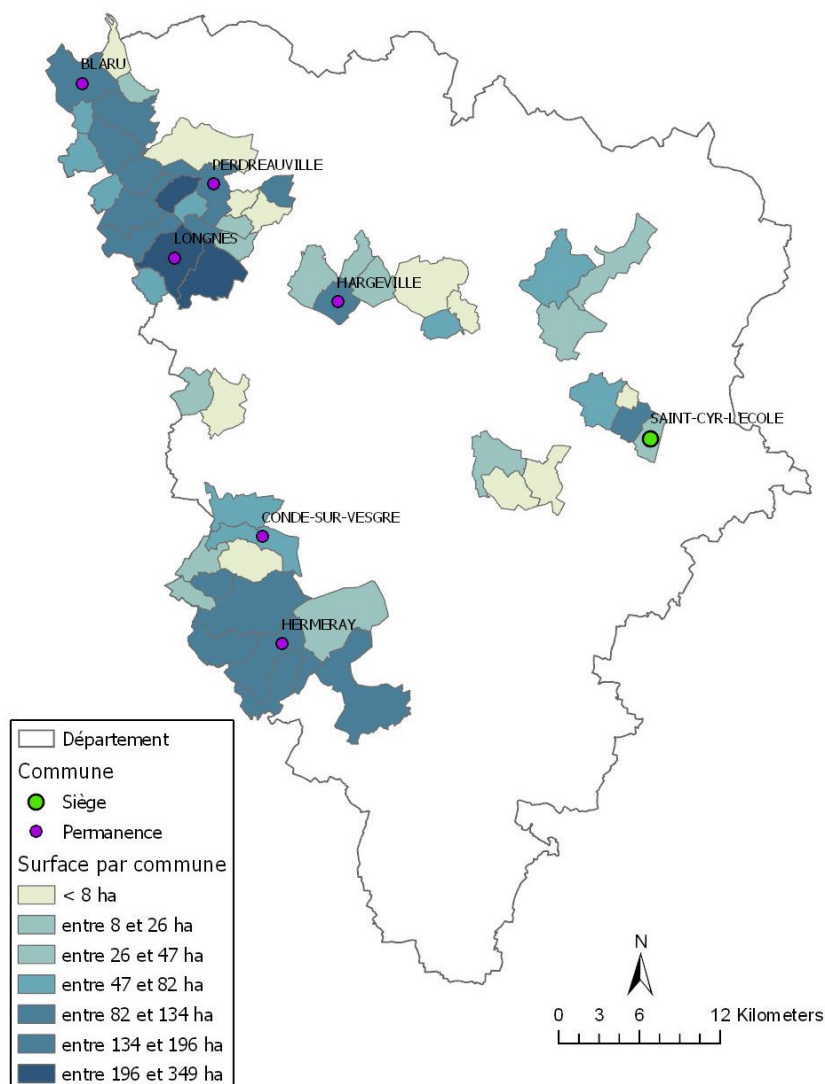 BLARU
PERDREAUVILLE
LONGNES
HARGEVILLE
SAINT-CYR-L'ECOLE
CONDE-SUR-VESGRE
HERMERAY
Département
Commune
Siège
Permanence
Surface par commune
< 8 ha
entre 8 et 26 ha
entre 26 et 47 ha
entre 47 et 82 ha
entre 82 et 134 ha
entre 134 et 196 ha
entre 196 et 349 ha
N
0 3 6 12 Kilometers